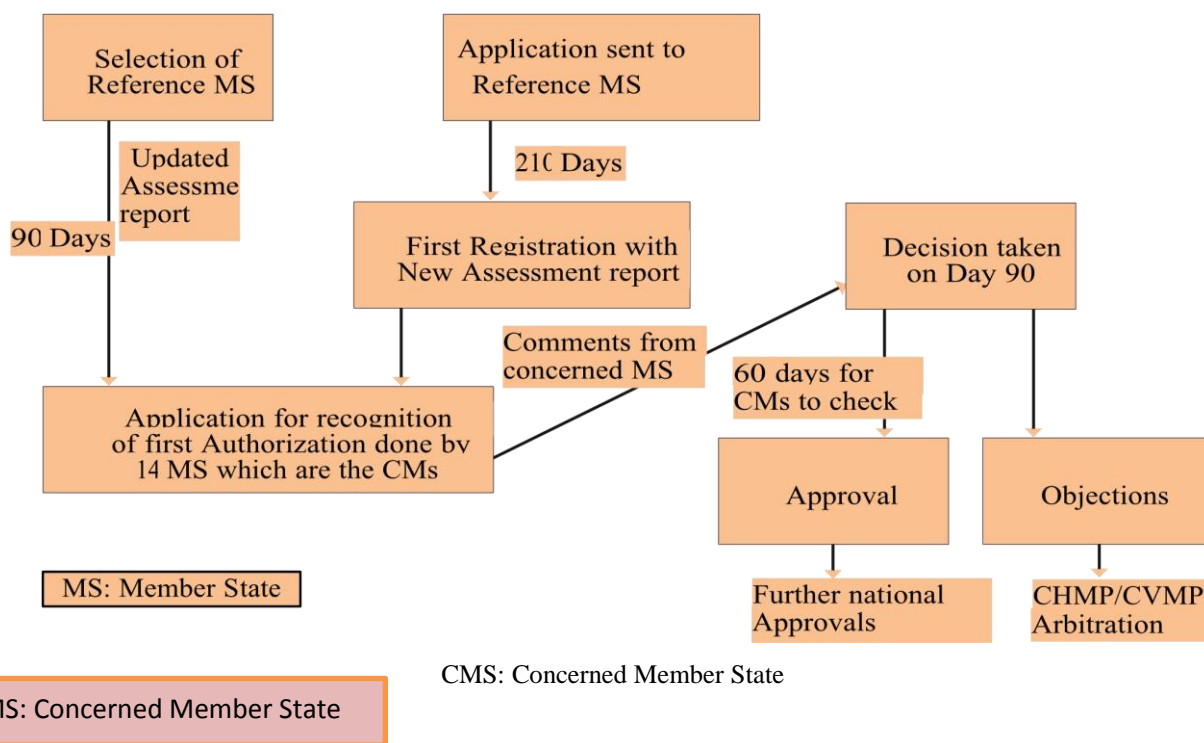 Selection of
Reference MS
Application sent to
Reference MS
Updated
Assessme
report
90 Days
210 Days
First Registration with
New Assessment report
Decision taken
on Day 90
Comments from
concerned MS
60 days for
CMs to check
Application for recognition
of first Authorization done by
14 MS which are the CMs
Approval
Objections
MS: Member State
Further national
Approvals
CHMP/CVMP
Arbitration
CMS: Concerned Member State
MS: Concerned Member State